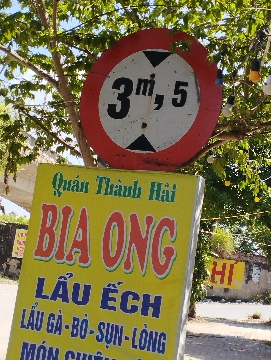 3m,5
Quán Thành Hải
BIA ONG
LẨU ẾCH
LẨU GÀ-BÒ-SỤN-LÒNG
HI